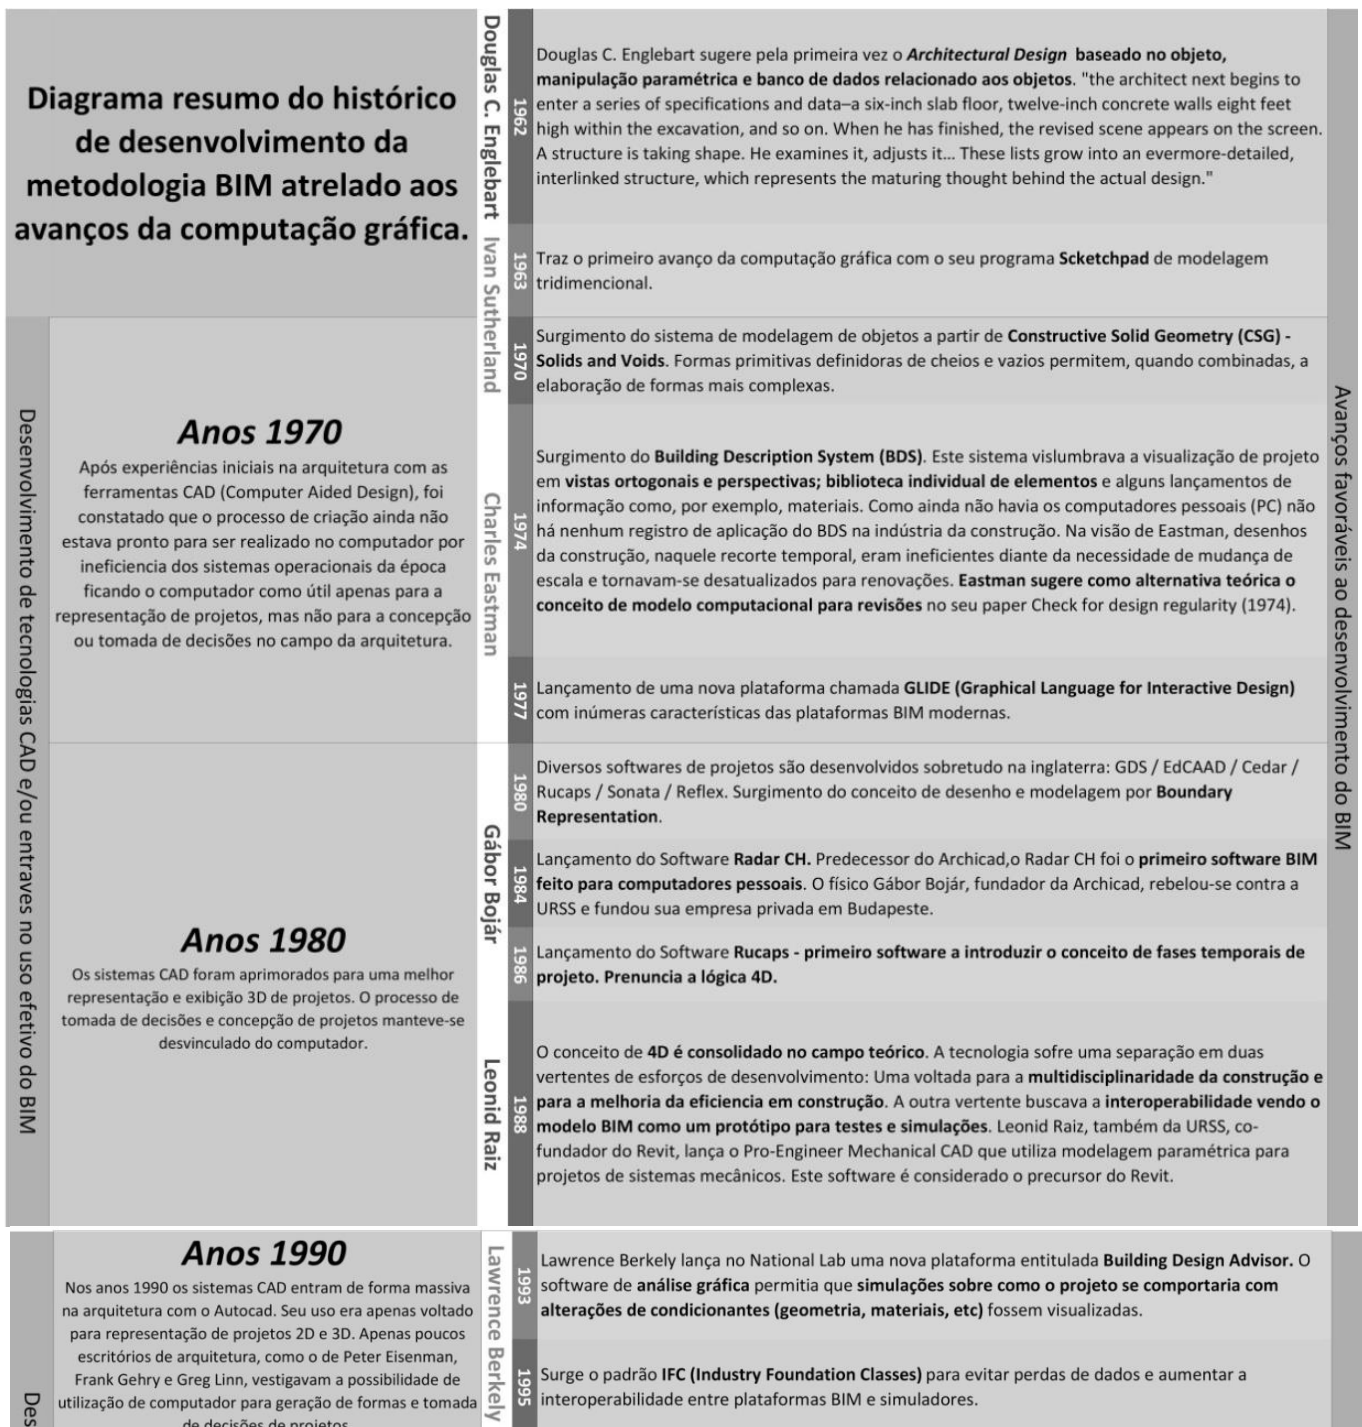 Diagrama resumo do histórico
de desenvolvimento da
metodologia BIM atrelado aos
avanços da computação gráfica.
Douglas C. Englebart
1962
Douglas C. Englebart sugere pela primeira vez o Architectural Design baseado no objeto,
manipulação paramétrica e banco de dados relacionado aos objetos. "the architect next begins to
enter a series of specifications and data–a six-inch slab floor, twelve-inch concrete walls eight feet
high within the excavation, and so on. When he has finished, the revised scene appears on the screen.
A structure is taking shape. He examines it, adjusts it... These lists grow into an evermore-detailed,
interlinked structure, which represents the maturing thought behind the actual design."
Ivan Sutherland
1963
Traz o primeiro avanço da computação gráfica com o seu programa Scketchpad de modelagem
tridimencional.
Desenvolvimento de tecnologias CAD e/ou entraves no uso efetivo do BIM
Avanços favoráveis ao desenvolvimento do BIM
Anos 1970
Após experiências iniciais na arquitetura com as
ferramentas CAD (Computer Aided Design), foi
constatado que o processo de criação ainda não
estava pronto para ser realizado no computador por
ineficiencia dos sistemas operacionais da época
ficando o computador como útil apenas para a
representação de projetos, mas não para a concepção
ou tomada de decisões no campo da arquitetura.
1970
Surgimento do sistema de modelagem de objetos a partir de Constructive Solid Geometry (CSG) -
Solids and Voids. Formas primitivas definidoras de cheios e vazios permitem, quando combinadas, a
elaboração de formas mais complexas.
Charles Eastman
1974
Surgimento do Building Description System (BDS). Este sistema vislumbrava a visualização de projeto
em vistas ortogonais e perspectivas; biblioteca individual de elementos e alguns lançamentos de
informação como, por exemplo, materiais. Como ainda não havia os computadores pessoais (PC) não
há nenhum registro de aplicação do BDS na indústria da construção. Na visão de Eastman, desenhos
da construção, naquele recorte temporal, eram ineficientes diante da necessidade de mudança de
escala e tornavam-se desatualizados para renovações. Eastman sugere como alternativa teórica o
conceito de modelo computacional para revisões no seu paper Check for design regularity (1974).
1977
Lançamento de uma nova plataforma chamada GLIDE (Graphical Language for Interactive Design)
com inúmeras características das plataformas BIM modernas.
Anos 1980
Os sistemas CAD foram aprimorados para uma melhor
representação e exibição 3D de projetos. O processo de
tomada de decisões e concepção de projetos manteve-se
desvinculado do computador.
1980
Diversos softwares de projetos são desenvolvidos sobretudo na inglaterra: GDS / EdCAAD / Cedar /
Rucaps / Sonata / Reflex. Surgimento do conceito de desenho e modelagem por Boundary
Representation.
Gábor Bojár
1984
Lançamento do Software Radar CH. Predecessor do Archicad,o Radar CH foi o primeiro software BIM
feito para computadores pessoais. O físico Gábor Bojár, fundador da Archicad, rebelou-se contra a
URSS e fundou sua empresa privada em Budapeste.
1986
Lançamento do Software Rucaps - primeiro software a introduzir o conceito de fases temporais de
projeto. Prenuncia a lógica 4D.
Leonid Raiz
1988
O conceito de 4D é consolidado no campo teórico. A tecnologia sofre uma separação em duas
vertentes de esforços de desenvolvimento: Uma voltada para a multidisciplinaridade da construção e
para a melhoria da eficiencia em construção. A outra vertente buscava a interoperabilidade vendo o
modelo BIM como um protótipo para testes e simulações. Leonid Raiz, também da URSS, co-
fundador do Revit, lança o Pro-Engineer Mechanical CAD que utiliza modelagem paramétrica para
projetos de sistemas mecânicos. Este software é considerado o precursor do Revit.
Des
Anos 1990
Nos anos 1990 os sistemas CAD entram de forma massiva
na arquitetura com o Autocad. Seu uso era apenas voltado
para representação de projetos 2D e 3D. Apenas poucos
escritórios de arquitetura, como o de Peter Eisenman,
Frank Gehry e Greg Linn, vestigavam a possibilidade de
utilização de computador para geração de formas e tomada
de decisões de projetos
Lawrence Berkely
1993
Lawrence Berkely lança no National Lab uma nova plataforma entitulada Building Design Advisor. O
software de análise gráfica permitia que simulações sobre como o projeto se comportaria com
alterações de condicionantes (geometria, materiais, etc) fossem visualizadas.
1995
Surge o padrão IFC (Industry Foundation Classes) para evitar perdas de dados e aumentar a
interoperabilidade entre plataformas BIM e simuladores.